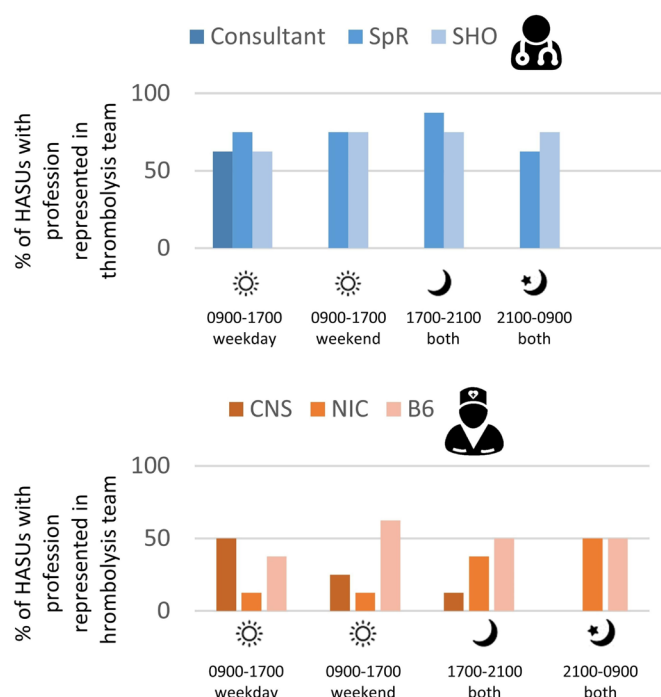 Consultant SpR SHO
% of HASUs with
profession
represented in
thrombolysis team
100
50
0
0900-1700
weekday
0900-1700
weekend
1700-2100
both
2100-0900
both
CNS NIC B6
% of HASUs with
profession
represented in
hrombolysis team
100
50
0
0900-1700
weekday
0900-1700
weekend
1700-2100
both
2100-0900
both